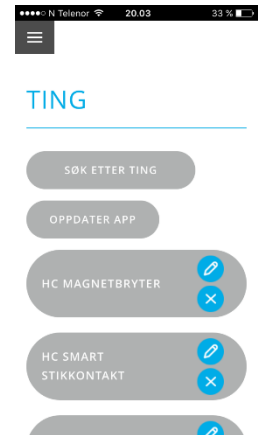 N Telenor 20.03 33 %
TING
SØK ETTER TING
OPPDATER APP
HC MAGNETBRYTER
HC SMART
STIKKONTAKT